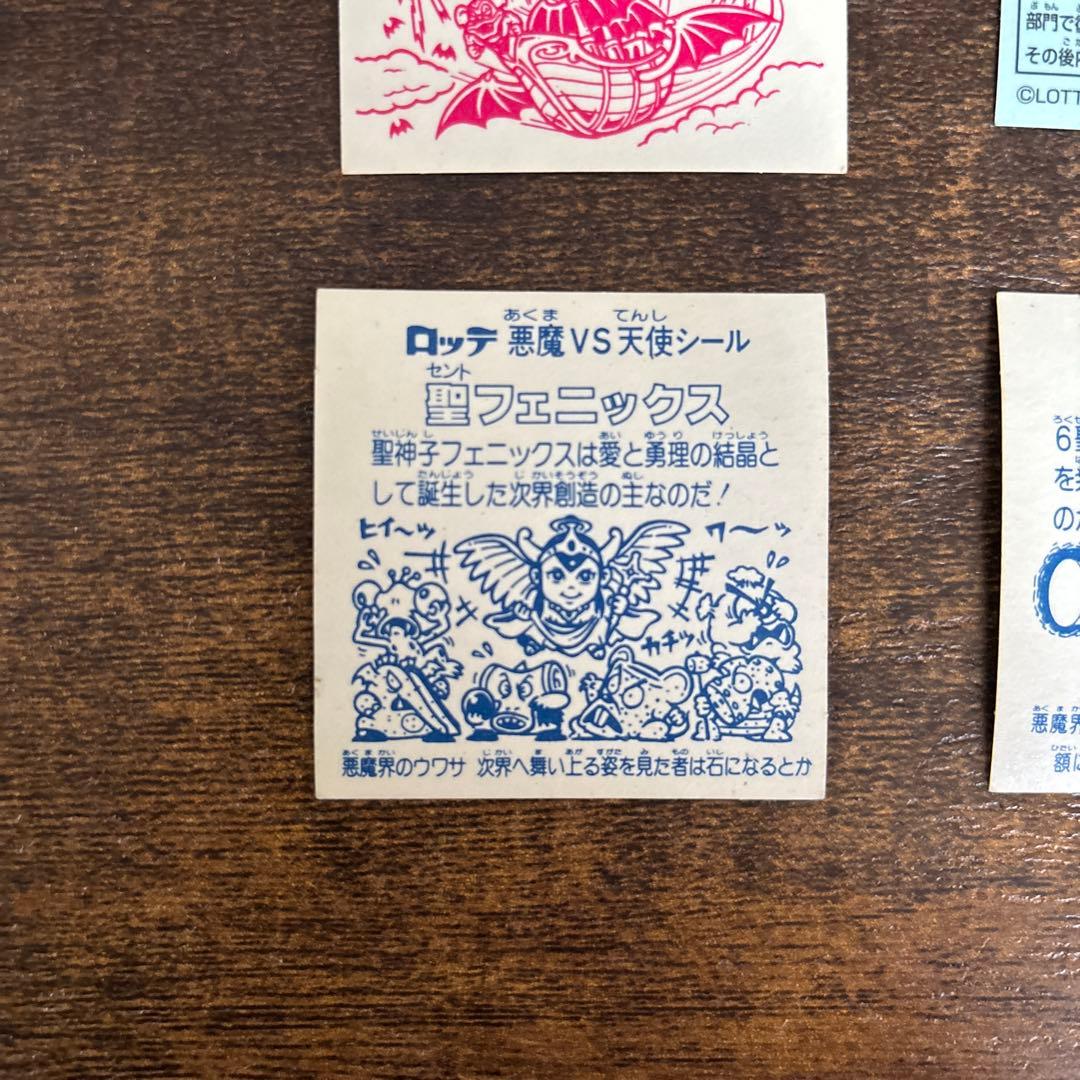 部門で
その後
©LOTT
あくま てんし
ロッテ 悪魔VS天使シール
セント
聖フェニックス
せいじんし あい ゆうり けっしょう
聖神子フェニックスは愛と勇理の結晶と
たんじょう じかいそうぞう ぬし
して誕生した次界創造の主なのだ!
ヒイ〜ッ
ワ〜〜ッ
カチッ
あくまかい じかい ま あが すがた み もの いし
悪魔界のウワサ 次界へ舞い上る姿を見た者は石になるとか
6聖
を
の
あくま
悪魔界
ひたい
額に